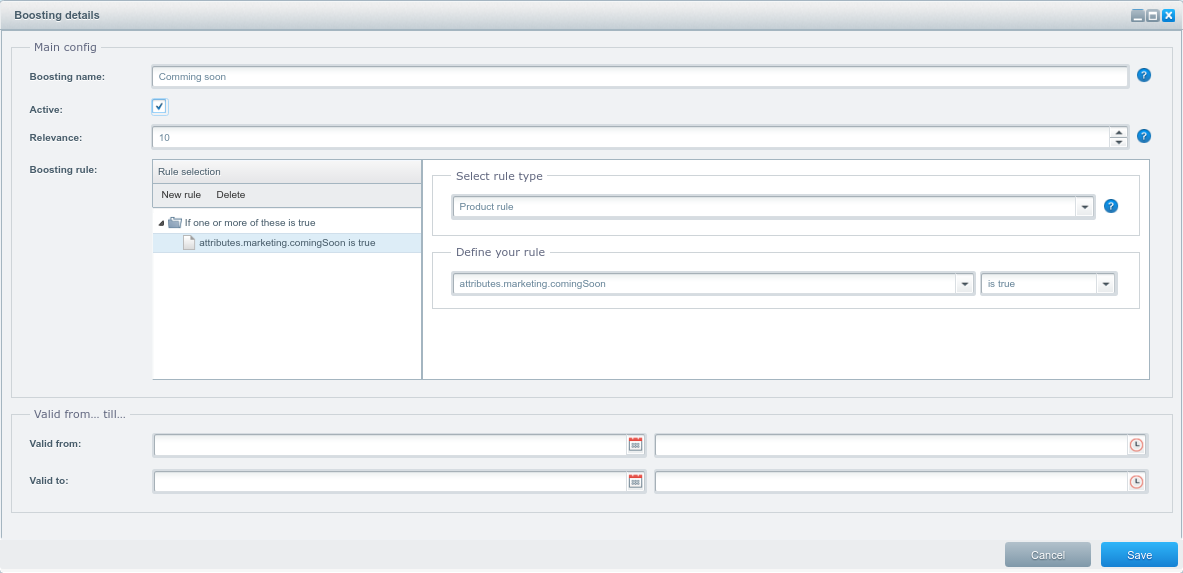 Boosting details
Main config
Boosting name: Comming soon ?
Active:
Relevance: 10 ?
Boosting rule: Rule selection
New rule Delete
If one or more of these is true
attributes.marketing.comingSoon is true
Select rule type
Product rule ?
Define your rule
attributes.marketing.comingSoon is true
Valid from... till...
Valid from:
Valid to:
Cancel Save